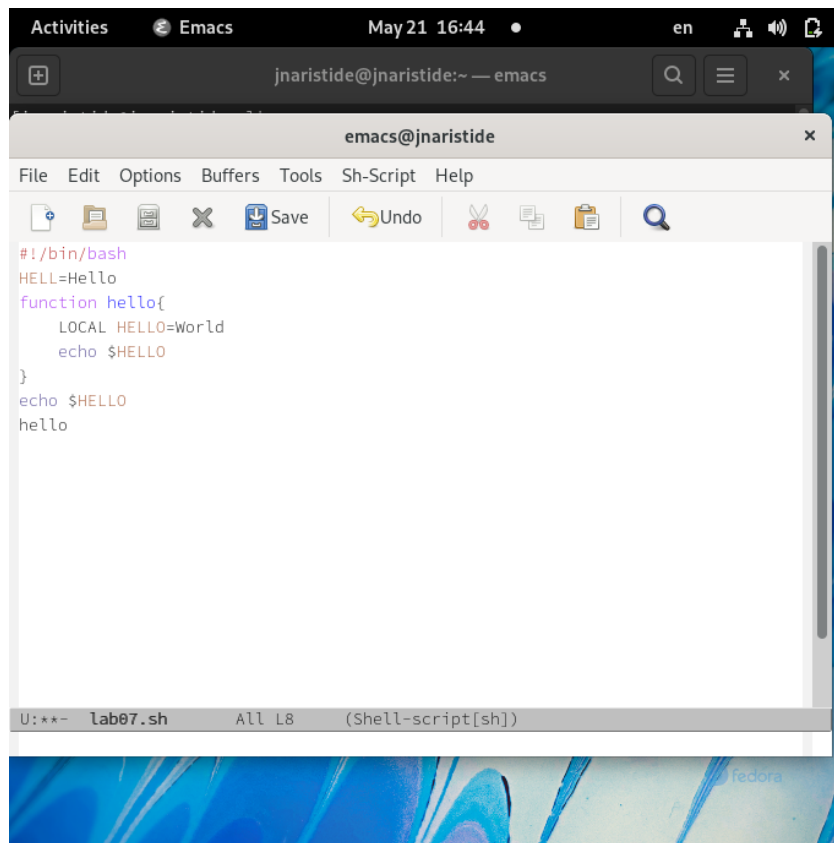 Activities Emacs May 21 16:44 en
jnaristide@jnaristide:~ — emacs
emacs@jnaristide
File Edit Options Buffers Tools Sh-Script Help
Save Undo
#!/bin/bash
HELL=Hello
function hello{
    LOCAL HELLO=World
    echo $HELLO
}
echo $HELLO
hello
U:**- lab07.sh All L8 (Shell-script[sh])
fedora